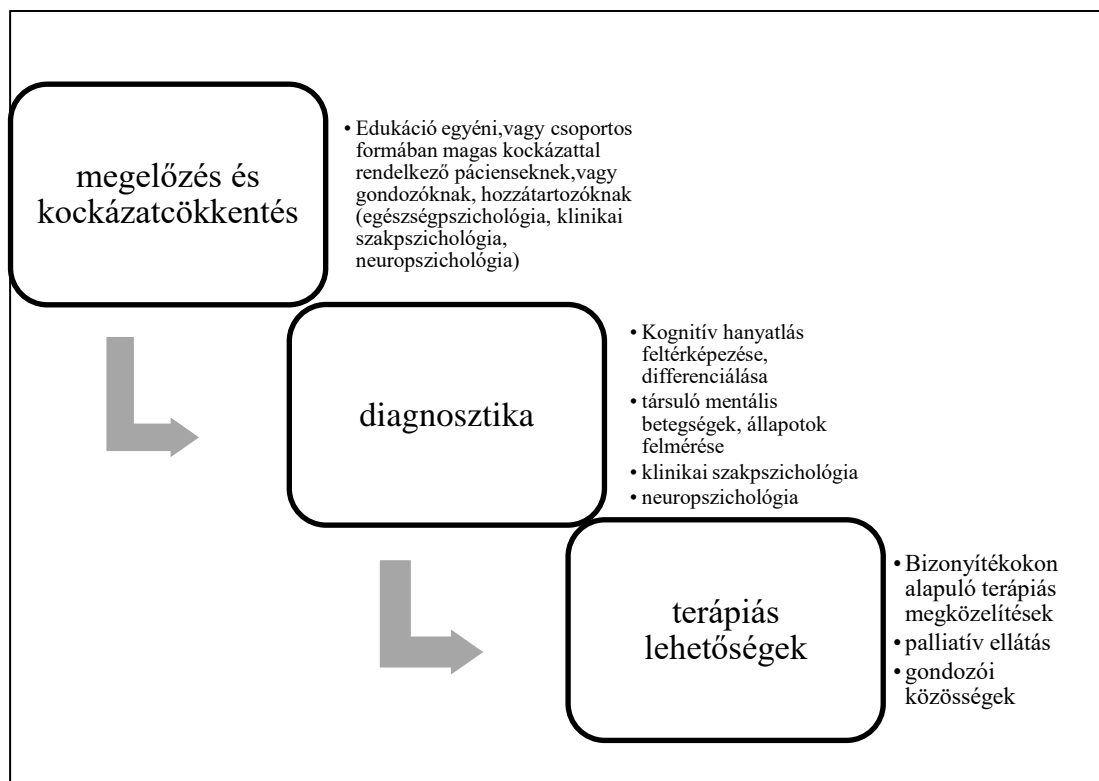 megelőzés és
kockázatcökkentés
• Edukáció egyéni,vagy csoportos
formában magas kockázattal
rendelkező pácienseknek,vagy
gondozóknak, hozzátartozóknak
(egészségpszichológia, klinikai
szakpszichológia,
neuropszichológia)
diagnosztika
• Kognitív hanyatlás
feltérképezése,
differenciálása
• társuló mentális
betegségek, állapotok
felmérése
• klinikai szakpszichológia
• neuropszichológia
terápiás
lehetőségek
• Bizonyítékokon
alapuló terápiás
megközelítések
• palliatív ellátás
• gondozói
közösségek